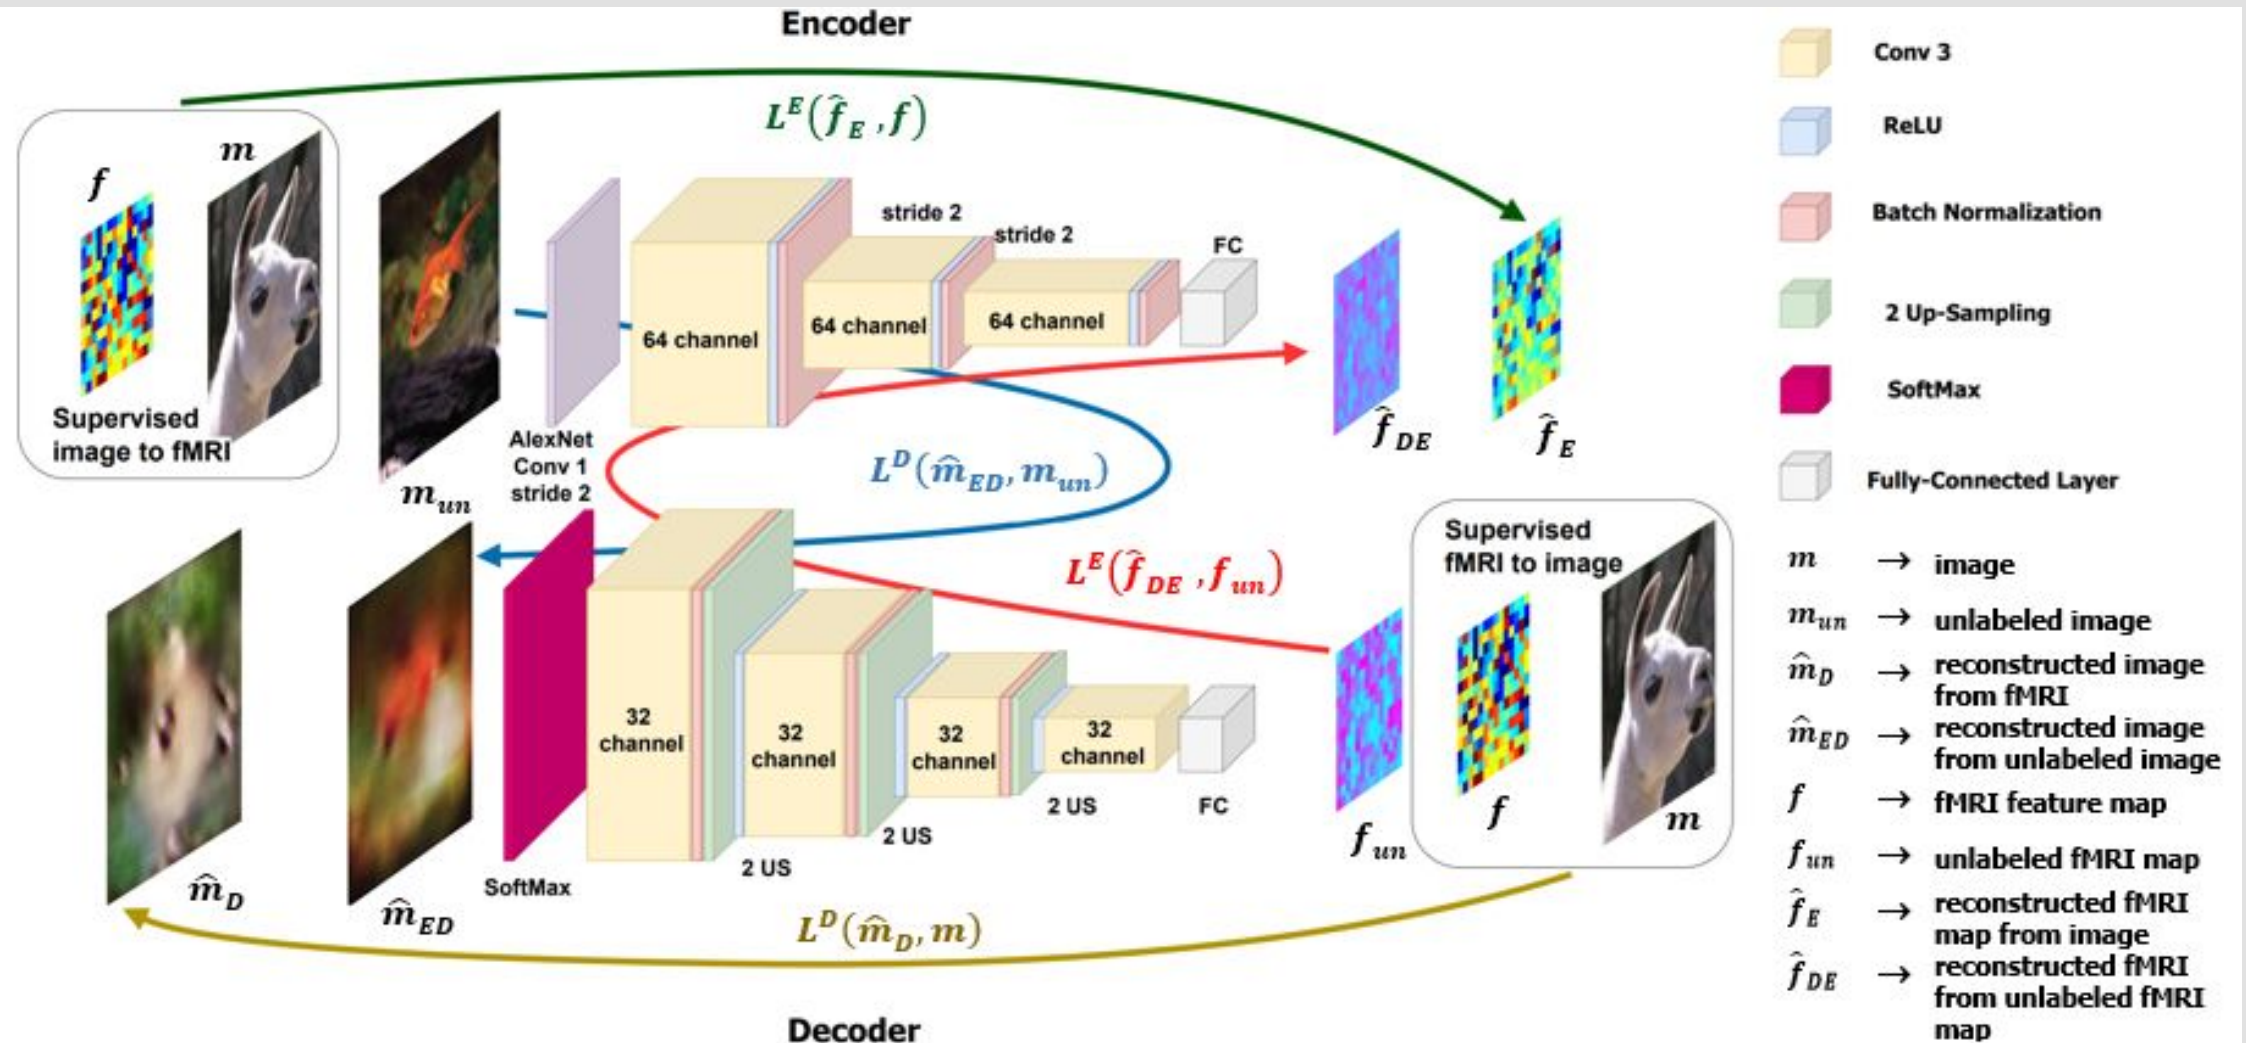 Encoder
L^E(f̂_E , f)
f
m
Supervised
image to fMRI
m_un
AlexNet
Conv 1
stride 2
64 channel
stride 2
64 channel
stride 2
64 channel
FC
f̂_DE
f̂_E
L^D(m̂_ED, m_un)
L^E(f̂_DE , f_un)
m̂_D
m̂_ED
SoftMax
32
channel
2 US
32
channel
2 US
32
channel
2 US
32
channel
FC
f_un
Supervised
fMRI to image
f
m
L^D(m̂_D, m)
Decoder
Conv 3
ReLU
Batch Normalization
2 Up-Sampling
SoftMax
Fully-Connected Layer
m → image
m_un → unlabeled image
m̂_D → reconstructed image
from fMRI
m̂_ED → reconstructed image
from unlabeled image
f → fMRI feature map
f_un → unlabeled fMRI map
f̂_E → reconstructed fMRI
map from image
f̂_DE → reconstructed fMRI
from unlabeled fMRI
map